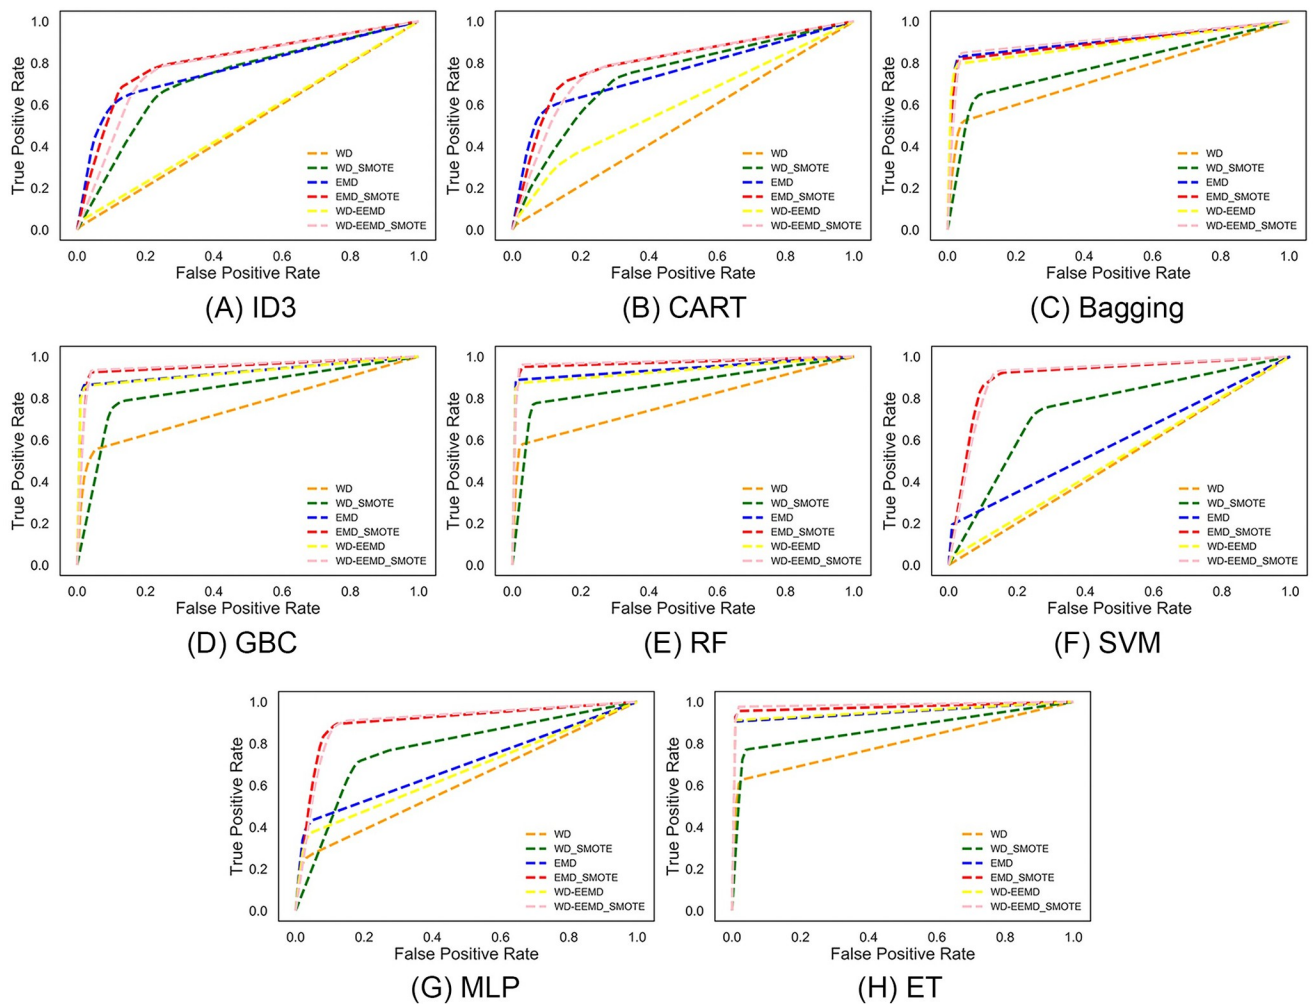 True Positive Rate
1.0
0.8
0.6
0.4
0.2
0.0
WD
WD_SMOTE
EMD
EMD_SMOTE
WD-EEMD
WD-EEMD_SMOTE
0.0 0.2 0.4 0.6 0.8 1.0
False Positive Rate
(A) ID3
True Positive Rate
1.0
0.8
0.6
0.4
0.2
0.0
WD
WD_SMOTE
EMD
EMD_SMOTE
WD-EEMD
WD-EEMD_SMOTE
0.0 0.2 0.4 0.6 0.8 1.0
False Positive Rate
(B) CART
True Positive Rate
1.0
0.8
0.6
0.4
0.2
0.0
WD
WD_SMOTE
EMD
EMD_SMOTE
WD-EEMD
WD-EEMD_SMOTE
0.0 0.2 0.4 0.6 0.8 1.0
False Positive Rate
(C) Bagging
True Positive Rate
1.0
0.8
0.6
0.4
0.2
0.0
WD
WD_SMOTE
EMD
EMD_SMOTE
WD-EEMD
WD-EEMD_SMOTE
0.0 0.2 0.4 0.6 0.8 1.0
False Positive Rate
(D) GBC
True Positive Rate
1.0
0.8
0.6
0.4
0.2
0.0
WD
WD_SMOTE
EMD
EMD_SMOTE
WD-EEMD
WD-EEMD_SMOTE
0.0 0.2 0.4 0.6 0.8 1.0
False Positive Rate
(E) RF
True Positive Rate
1.0
0.8
0.6
0.4
0.2
0.0
WD
WD_SMOTE
EMD
EMD_SMOTE
WD-EEMD
WD-EEMD_SMOTE
0.0 0.2 0.4 0.6 0.8 1.0
False Positive Rate
(F) SVM
True Positive Rate
1.0
0.8
0.6
0.4
0.2
0.0
WD
WD_SMOTE
EMD
EMD_SMOTE
WD-EEMD
WD-EEMD_SMOTE
0.0 0.2 0.4 0.6 0.8 1.0
False Positive Rate
(G) MLP
True Positive Rate
1.0
0.8
0.6
0.4
0.2
0.0
WD
WD_SMOTE
EMD
EMD_SMOTE
WD-EEMD
WD-EEMD_SMOTE
0.0 0.2 0.4 0.6 0.8 1.0
False Positive Rate
(H) ET